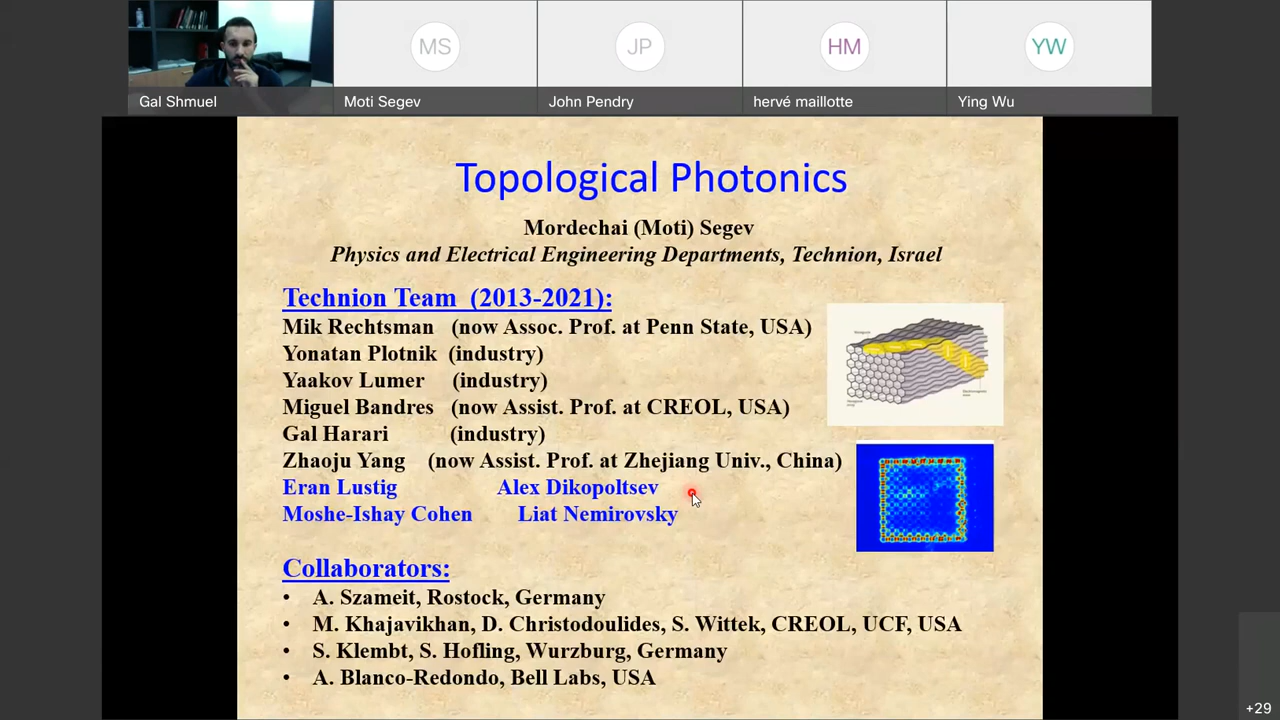 MS
JP
HM
YW
Gal Shmuel
Moti Segev
John Pendry
hervé maillotte
Ying Wu
Topological Photonics
Mordechai (Moti) Segev
Physics and Electrical Engineering Departments, Technion, Israel
Technion Team (2013-2021):
Mik Rechtsman (now Assoc. Prof. at Penn State, USA)
Yonatan Plotnik (industry)
Yaakov Lumer (industry)
Miguel Bandres (now Assist. Prof. at CREOL, USA)
Gal Harari (industry)
Zhaoju Yang (now Assist. Prof. at Zhejiang Univ., China)
Eran Lustig Alex Dikopoltsev
Moshe-Ishay Cohen Liat Nemirovsky
Collaborators:
• A. Szameit, Rostock, Germany
• M. Khajavikhan, D. Christodoulides, S. Wittek, CREOL, UCF, USA
• S. Klembt, S. Hofling, Wurzburg, Germany
• A. Blanco-Redondo, Bell Labs, USA
+29